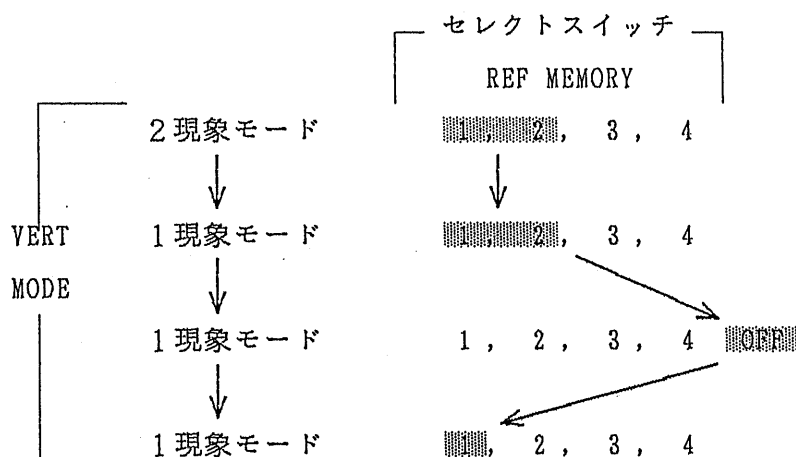 セレクトスイッチ
REF MEMORY
2現象モード 1, 2, 3, 4
VERT 1現象モード 1, 2, 3, 4
MODE
1現象モード 1, 2, 3, 4 OFF
1現象モード 1, 2, 3, 4